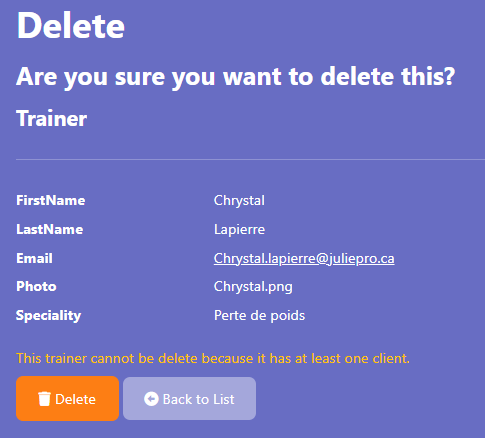 Delete
Are you sure you want to delete this?
Trainer
FirstName Chrystal
LastName Lapierre
Email Chrystal.lapierre@juliepro.ca
Photo Chrystal.png
Speciality Perte de poids
This trainer cannot be delete because it has at least one client.
Delete Back to List